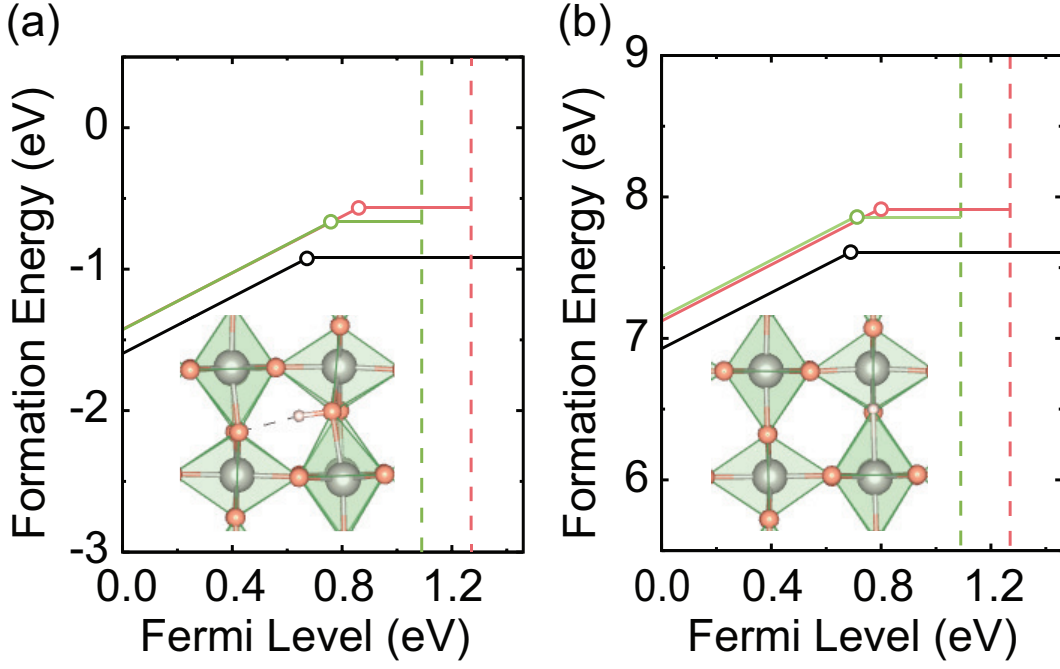 (a)
Formation Energy (eV)
0
-1
-2
-3
0.0 0.4 0.8 1.2
Fermi Level (eV)
(b)
Formation Energy (eV)
9
8
7
6
0.0 0.4 0.8 1.2
Fermi Level (eV)